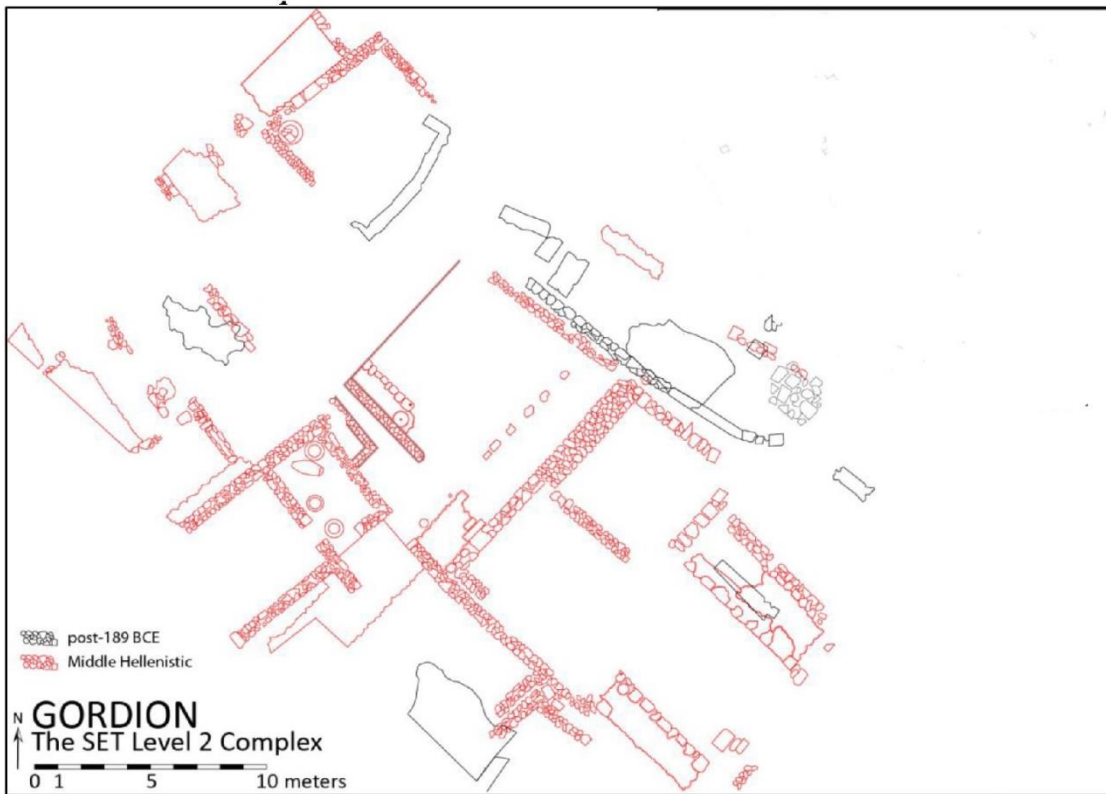 post-189 BCE
Middle Hellenistic
N
GORDION
The SET Level 2 Complex
0 1 5 10 meters